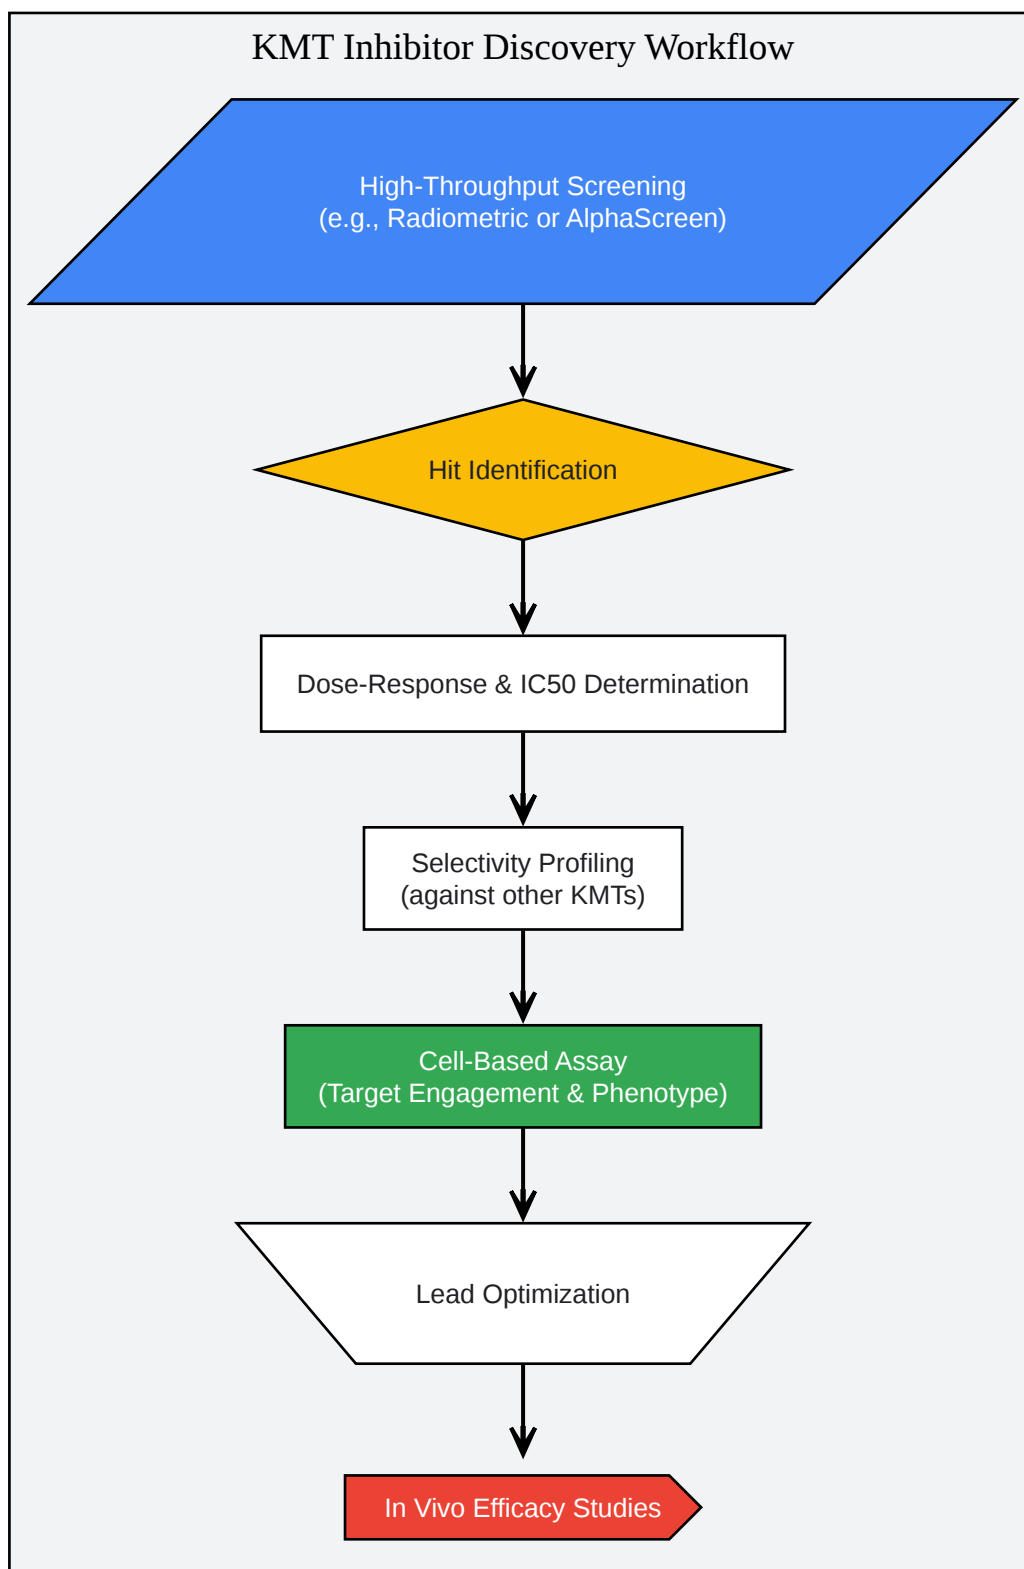 KMT Inhibitor Discovery Workflow
High-Throughput Screening
(e.g., Radiometric or AlphaScreen)
Hit Identification
Dose-Response & IC50 Determination
Selectivity Profiling
(against other KMTs)
Cell-Based Assay
(Target Engagement & Phenotype)
Lead Optimization
In Vivo Efficacy Studies